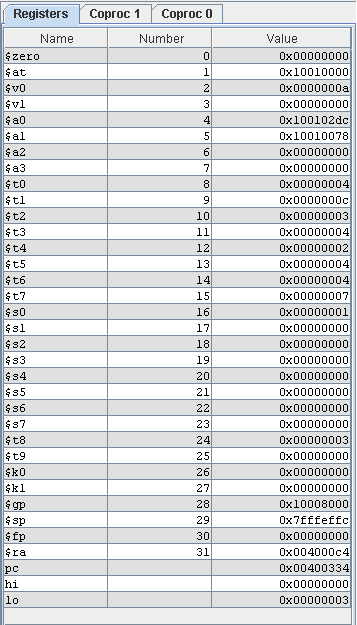 Registers Coproc 1 Coproc 0
Name Number Value
$zero 0 0x00000000
$at 1 0x10010000
$v0 2 0x0000000a
$v1 3 0x00000000
$a0 4 0x100102dc
$a1 5 0x10010078
$a2 6 0x00000000
$a3 7 0x00000000
$t0 8 0x00000004
$t1 9 0x0000000c
$t2 10 0x00000003
$t3 11 0x00000004
$t4 12 0x00000002
$t5 13 0x00000004
$t6 14 0x00000004
$t7 15 0x00000007
$s0 16 0x00000001
$s1 17 0x00000000
$s2 18 0x00000000
$s3 19 0x00000000
$s4 20 0x00000000
$s5 21 0x00000000
$s6 22 0x00000000
$s7 23 0x00000000
$t8 24 0x00000003
$t9 25 0x00000000
$k0 26 0x00000000
$k1 27 0x00000000
$gp 28 0x10008000
$sp 29 0x7fffeffc
$fp 30 0x00000000
$ra 31 0x004000c4
pc 0x00400334
hi 0x00000000
lo 0x00000003